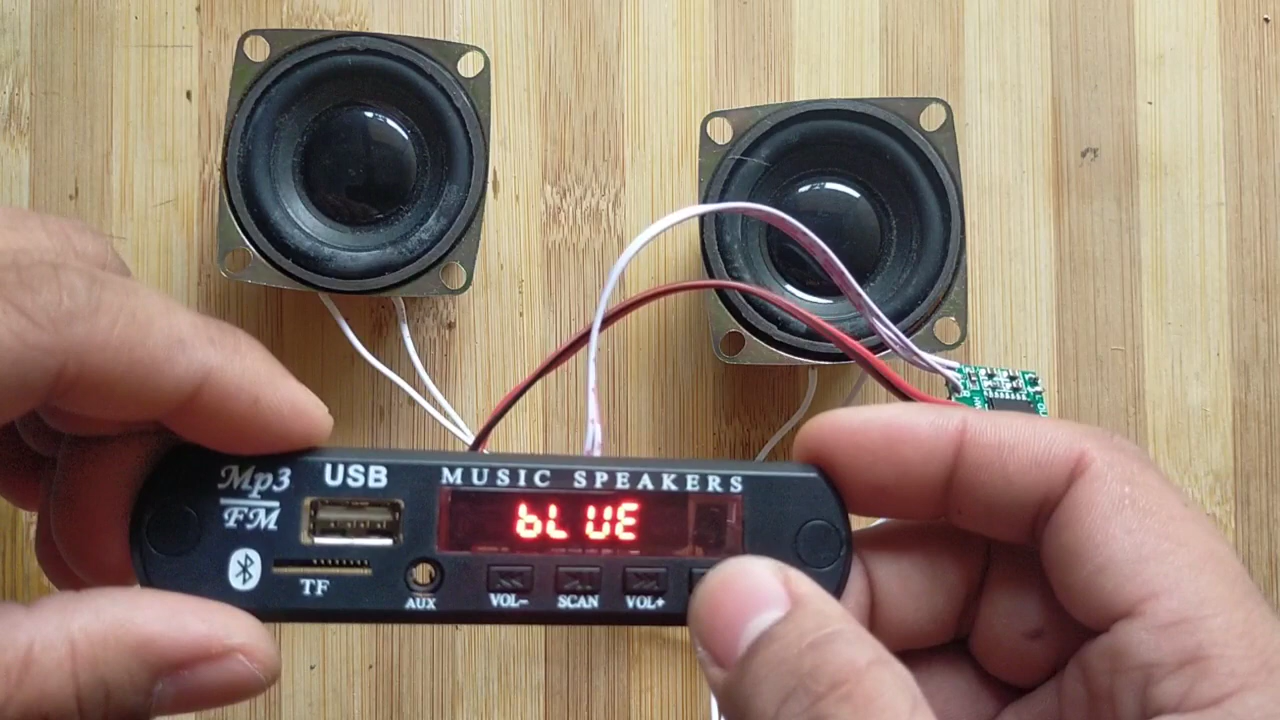 Mp3
FM
USB
MUSIC SPEAKERS
bLUE
TF
AUX
VOL-
SCAN
VOL+